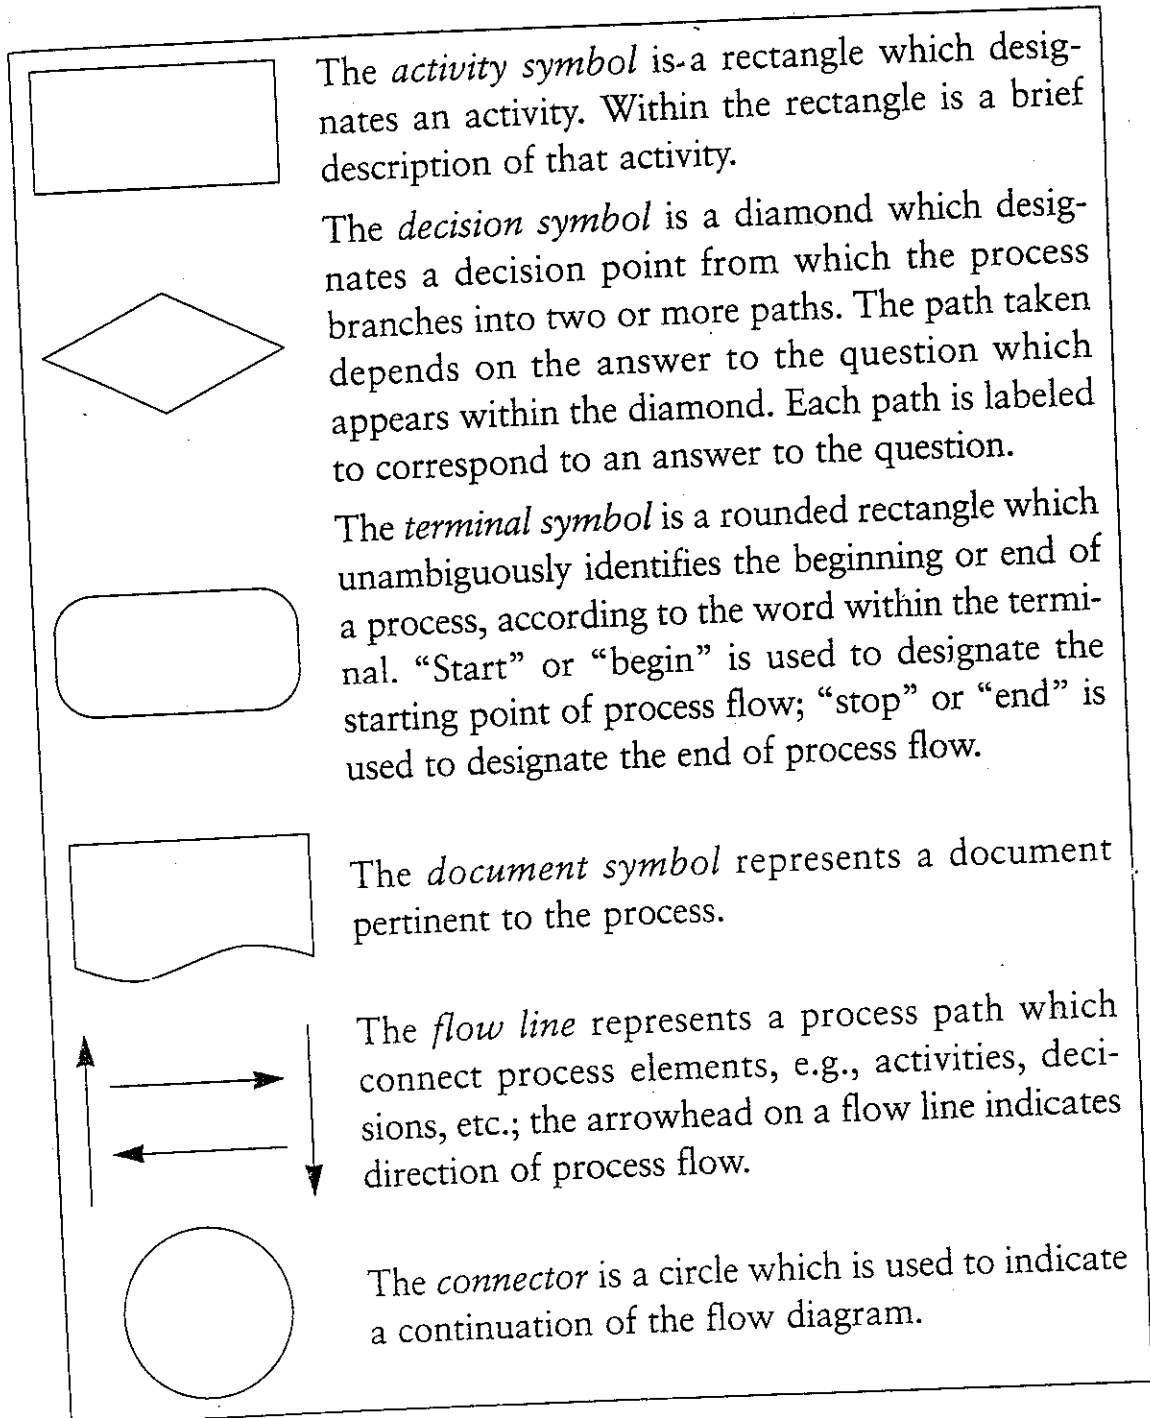 The activity symbol is a rectangle which desig-
nates an activity. Within the rectangle is a brief
description of that activity.
The decision symbol is a diamond which desig-
nates a decision point from which the process
branches into two or more paths. The path taken
depends on the answer to the question which
appears within the diamond. Each path is labeled
to correspond to an answer to the question.
The terminal symbol is a rounded rectangle which
unambiguously identifies the beginning or end of
a process, according to the word within the termi-
nal. “Start” or “begin” is used to designate the
starting point of process flow; “stop” or “end” is
used to designate the end of process flow.
The document symbol represents a document
pertinent to the process.
The flow line represents a process path which
connect process elements, e.g., activities, deci-
sions, etc.; the arrowhead on a flow line indicates
direction of process flow.
The connector is a circle which is used to indicate
a continuation of the flow diagram.